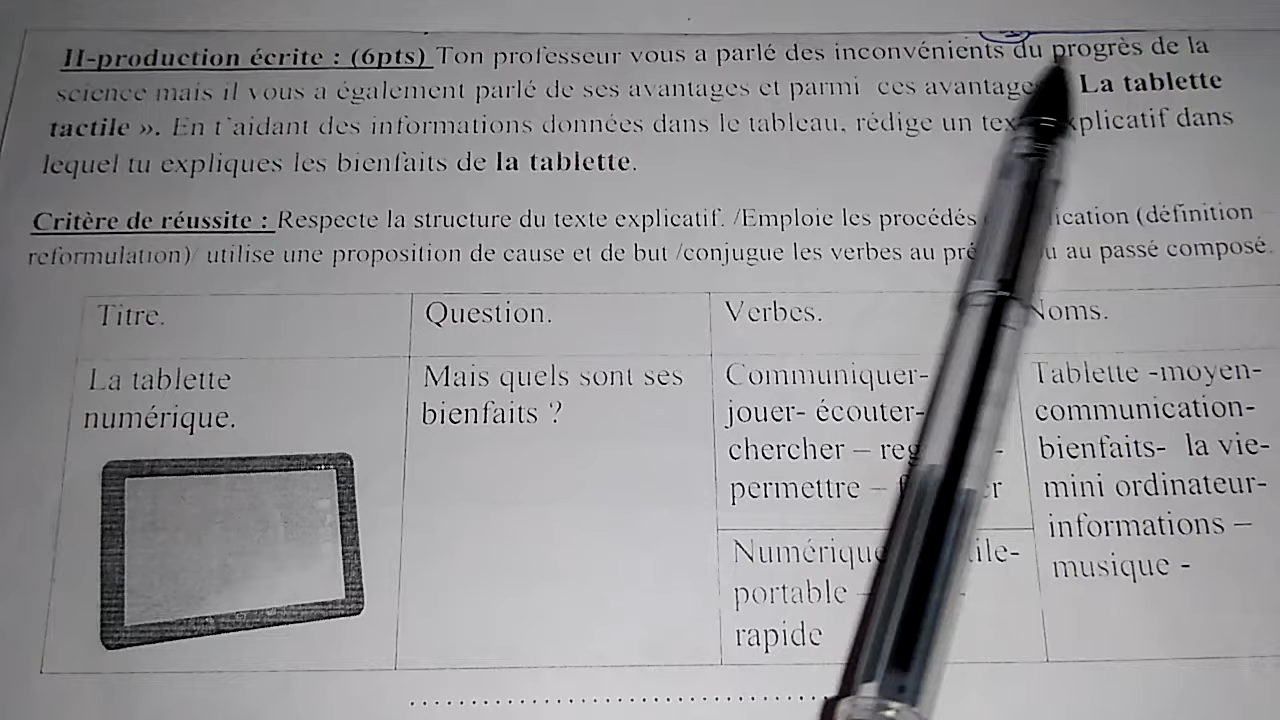 II-production écrite : (6pts) Ton professeur vous a parlé des inconvénients du progrès de la
science mais il vous a également parlé de ses avantages et parmi ces avantage La tablette
tactile ». En t'aidant des informations données dans le tableau, rédige un plicatif dans
lequel tu expliques les bienfaits de la tablette.
Critère de réussite : Respecte la structure du texte explicatif. /Emploie les procédés ication (définition
reformulation)/ utilise une proposition de cause et de but /conjugue les verbes au pré u au passé composé.
Titre. Question. Verbes. Noms.
La tablette
numérique.
Mais quels sont ses
bienfaits ?
Communiquer-
jouer- écouter-
chercher – reg -
permettre –
Numérique ile-
portable -
rapide
Tablette -moyen-
communication-
bienfaits- la vie-
mini ordinateur-
informations –
musique -